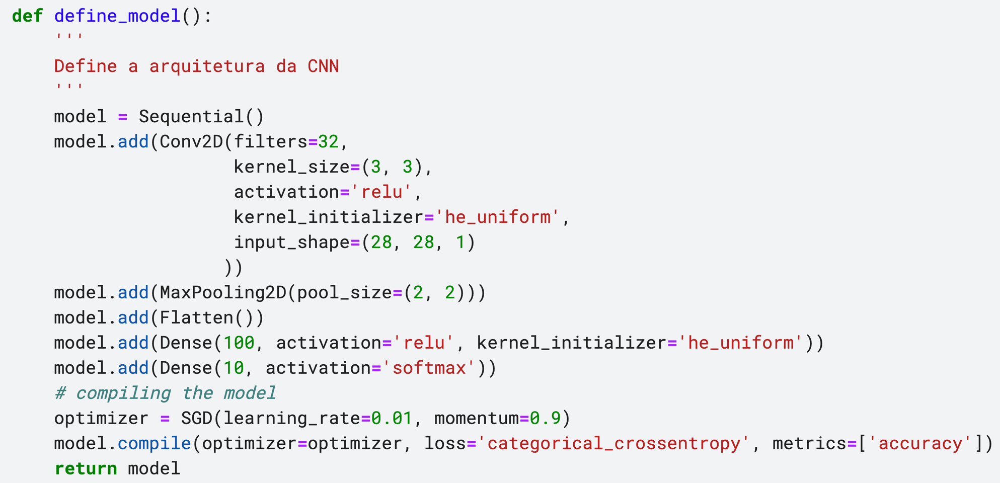 def define_model():
    '''
    Define a arquitetura da CNN
    '''
    model = Sequential()
    model.add(Conv2D(filters=32,
                     kernel_size=(3, 3),
                     activation='relu',
                     kernel_initializer='he_uniform',
                     input_shape=(28, 28, 1)
                    ))
    model.add(MaxPooling2D(pool_size=(2, 2)))
    model.add(Flatten())
    model.add(Dense(100, activation='relu', kernel_initializer='he_uniform'))
    model.add(Dense(10, activation='softmax'))
    # compiling the model
    optimizer = SGD(learning_rate=0.01, momentum=0.9)
    model.compile(optimizer=optimizer, loss='categorical_crossentropy', metrics=['accuracy'])
    return model